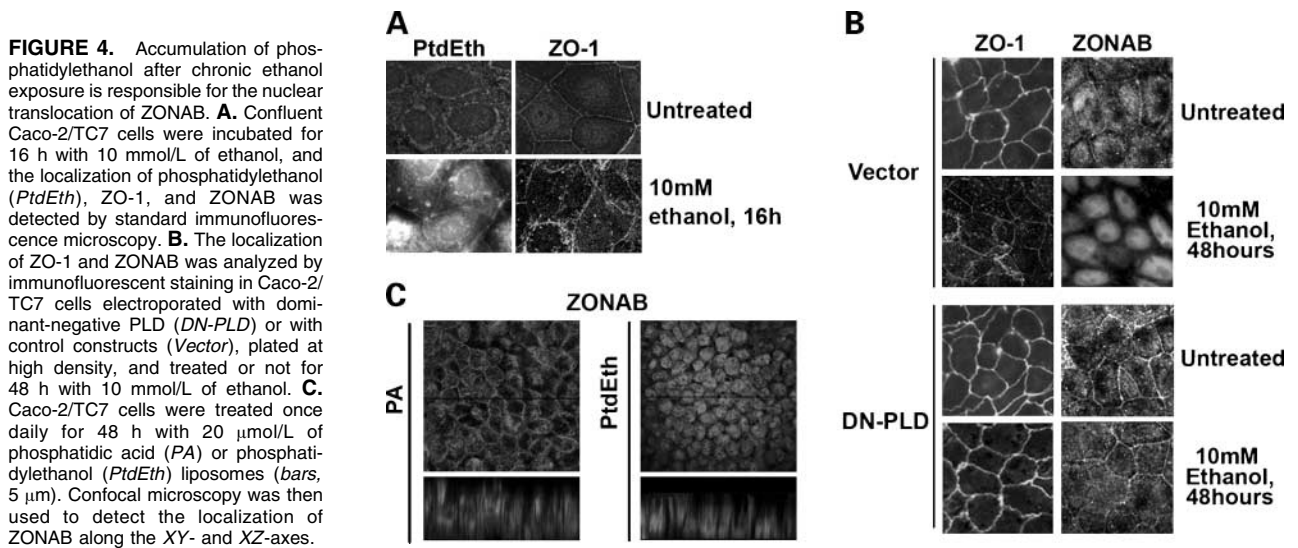 FIGURE 4. Accumulation of phos-
phatidylethanol after chronic ethanol
exposure is responsible for the nuclear
translocation of ZONAB. A. Confluent
Caco-2/TC7 cells were incubated for
16 h with 10 mmol/L of ethanol, and
the localization of phosphatidylethanol
(PtdEth), ZO-1, and ZONAB was
detected by standard immunofluores-
cence microscopy. B. The localization
of ZO-1 and ZONAB was analyzed by
immunofluorescent staining in Caco-2/
TC7 cells electroporated with domi-
nant-negative PLD (DN-PLD) or with
control constructs (Vector), plated at
high density, and treated or not for
48 h with 10 mmol/L of ethanol. C.
Caco-2/TC7 cells were treated once
daily for 48 h with 20 μmol/L of
phosphatidic acid (PA) or phosphati-
dylethanol (PtdEth) liposomes (bars,
5 μm). Confocal microscopy was then
used to detect the localization of
ZONAB along the XY- and XZ-axes.
A
PtdEth ZO-1
Untreated
10mM
ethanol, 16h
C
ZONAB
PA
PtdEth
B
ZO-1 ZONAB
Vector
Untreated
10mM
Ethanol,
48hours
DN-PLD
Untreated
10mM
Ethanol,
48hours